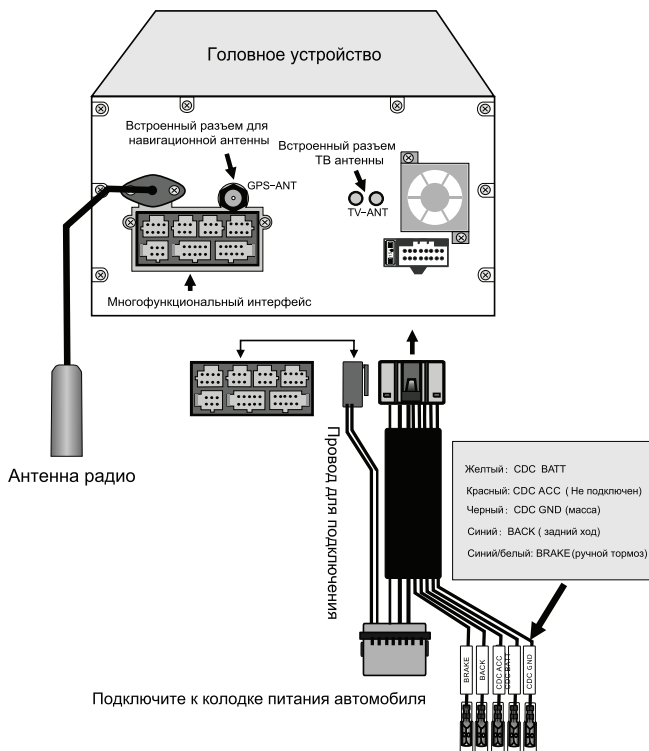 Головное устройство
Встроенный разъем для
навигационной антенны
Встроенный разъем
ТВ антенны
GPS-ANT
TV-ANT
Многофункциональный интерфейс
Антенна радио
Провод для подключения
Желтый: CDC BATT
Красный: CDC ACC ( Не подключен)
Черный: CDC GND (масса)
Синий: BACK ( задний ход)
Синий/белый: BRAKE(ручной тормоз)
BRAKE
BACK
CDC ACC
CDC BATT
CDC GND
Подключите к колодке питания автомобиля